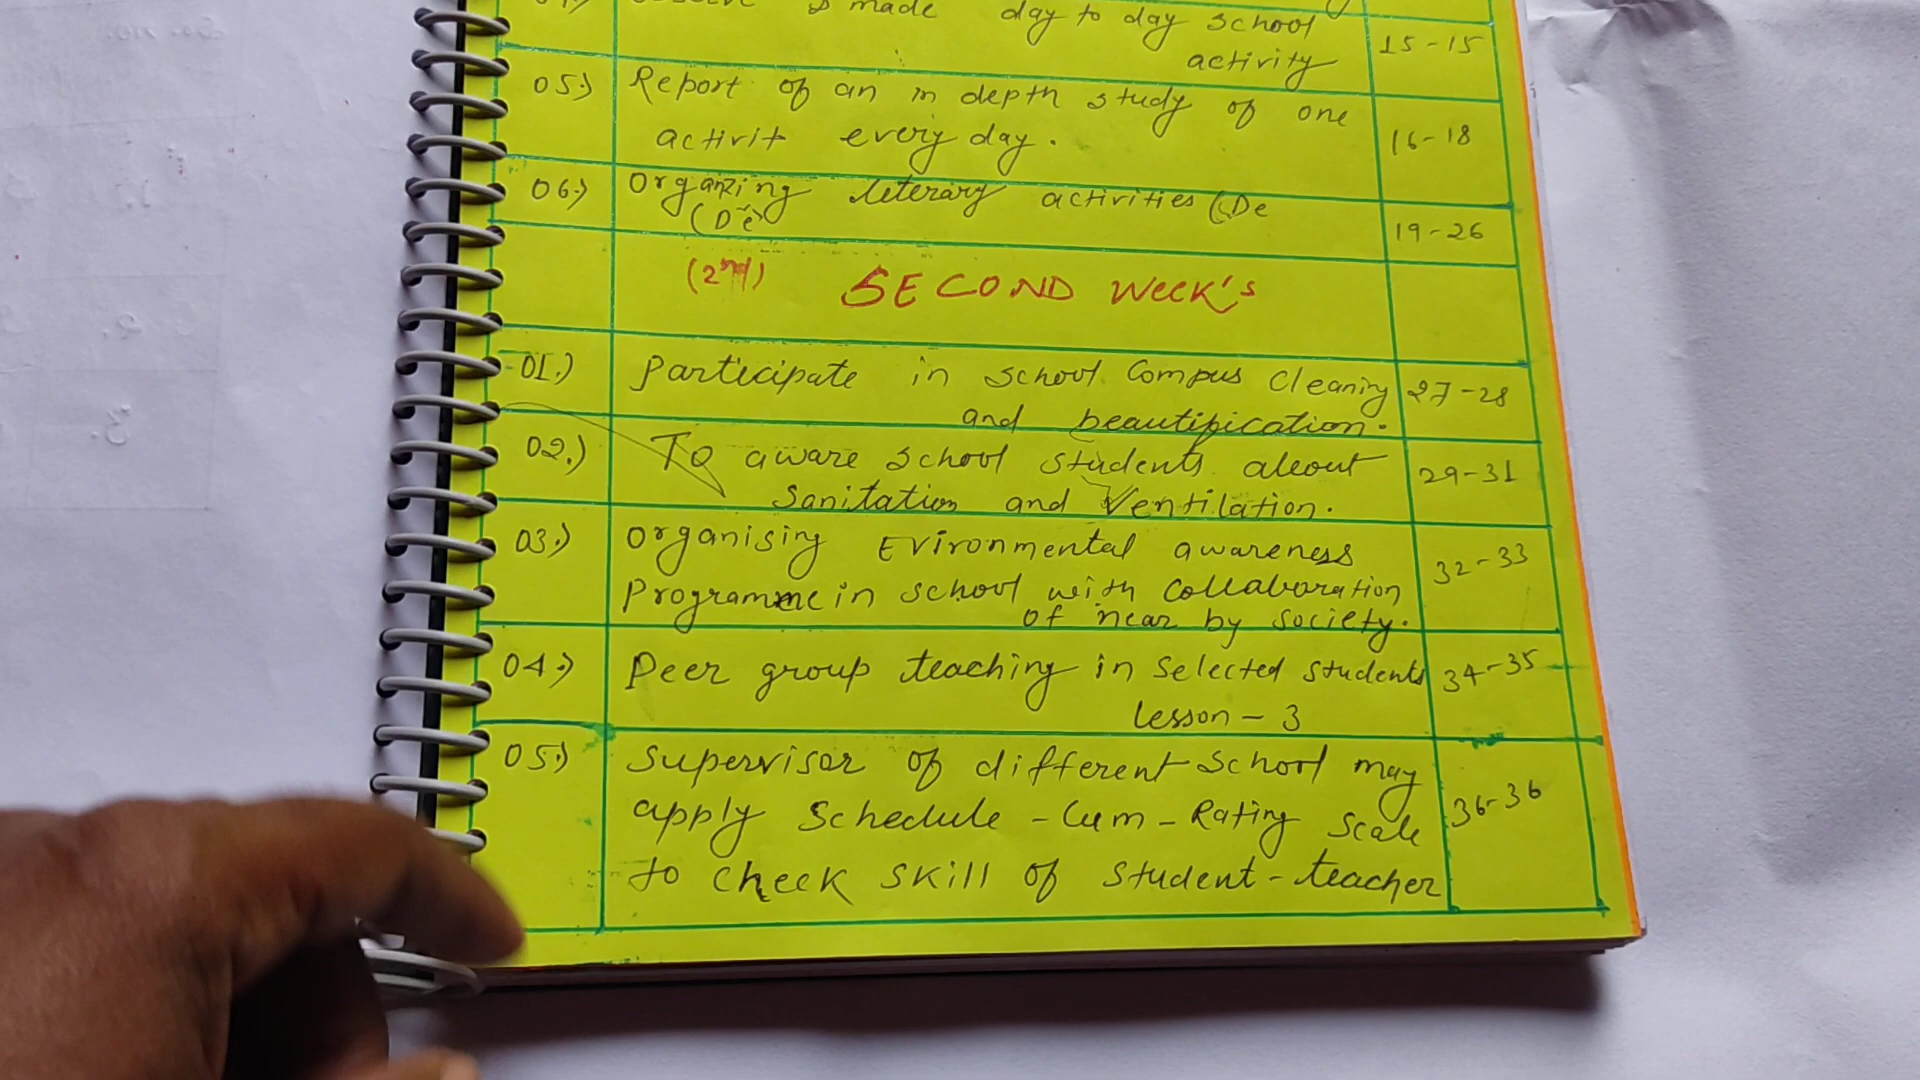 made day to day school
activity 15-15
05.) Report of an in depth study of one
activit every day. 16-18
06.) Organizing leterary activities (De
(De) 19-26
(2nd) SECOND WEEK'S
01.) Participate in school Compus Cleaning 27-28
and beautification.
02.) To aware school students about 29-31
Sanitation and Ventilation.
03.) Organising Evironmental awareness 32-33
Programme in school with Collaboration
of near by society.
04.) Peer group teaching in Selected students 34-35
lesson - 3
05.) Supervisor of different school may
apply Schedule - Cum - Rating Scale 36-36
to check skill of student-teacher